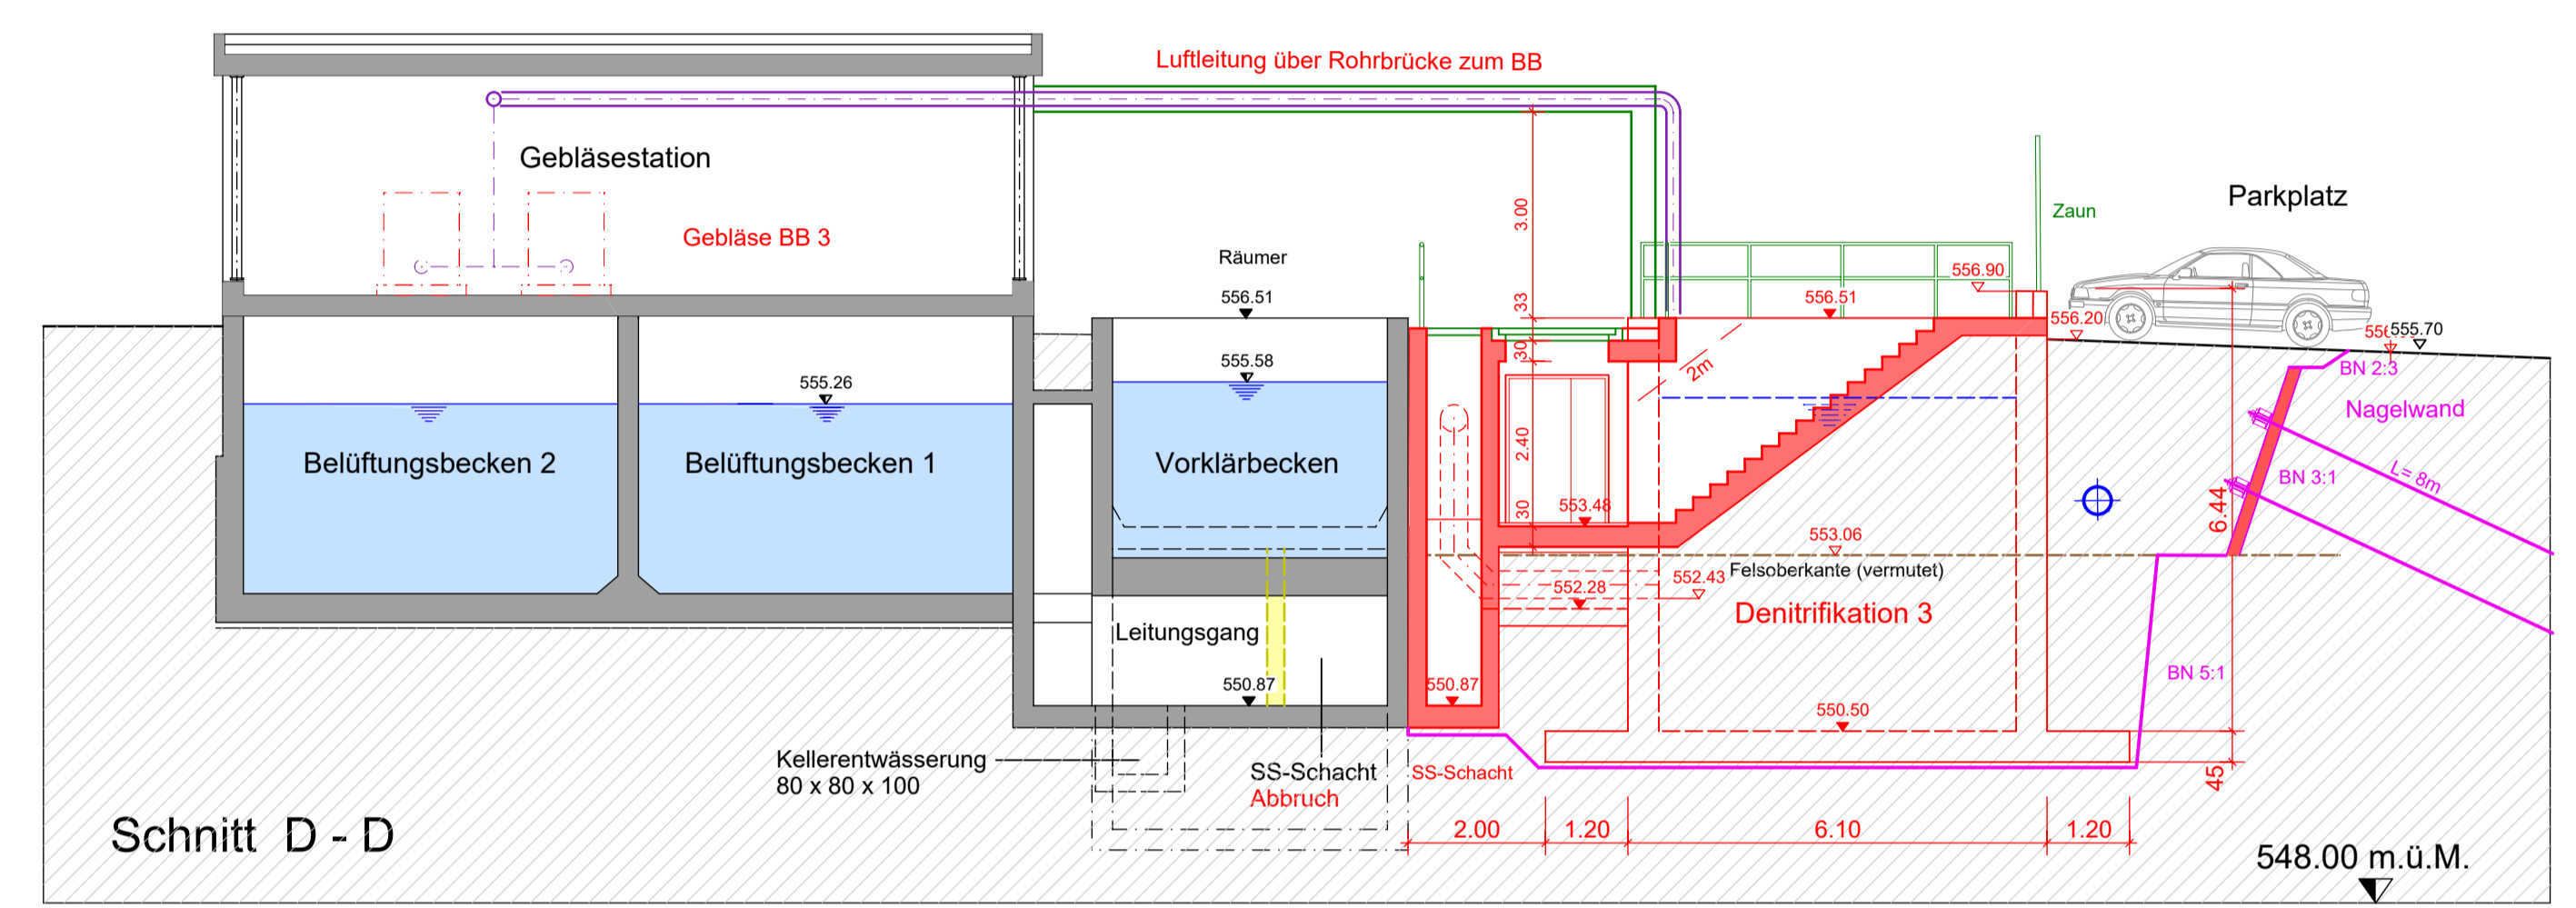 Luftleitung über Rohrbrücke zum BB
Gebläsestation
Gebläse BB 3
Räumer
556.51
555.58
555.26
Belüftungsbecken 2
Belüftungsbecken 1
Vorklärbecken
Leitungsgang
550.87
Kellerentwässerung
80 x 80 x 100
SS-Schacht
Abbruch
SS-Schacht
550.87
3.00
33
30
2.40
30
2m
553.48
552.28
552.43
556.51
556.90
553.06
Felsoberkante (vermutet)
Denitrifikation 3
550.50
Zaun
Parkplatz
556.20
555.70
BN 2:3
Nagelwand
BN 3:1
L= 8m
6.44
BN 5:1
45
2.00
1.20
6.10
1.20
Schnitt D - D
548.00 m.ü.M.